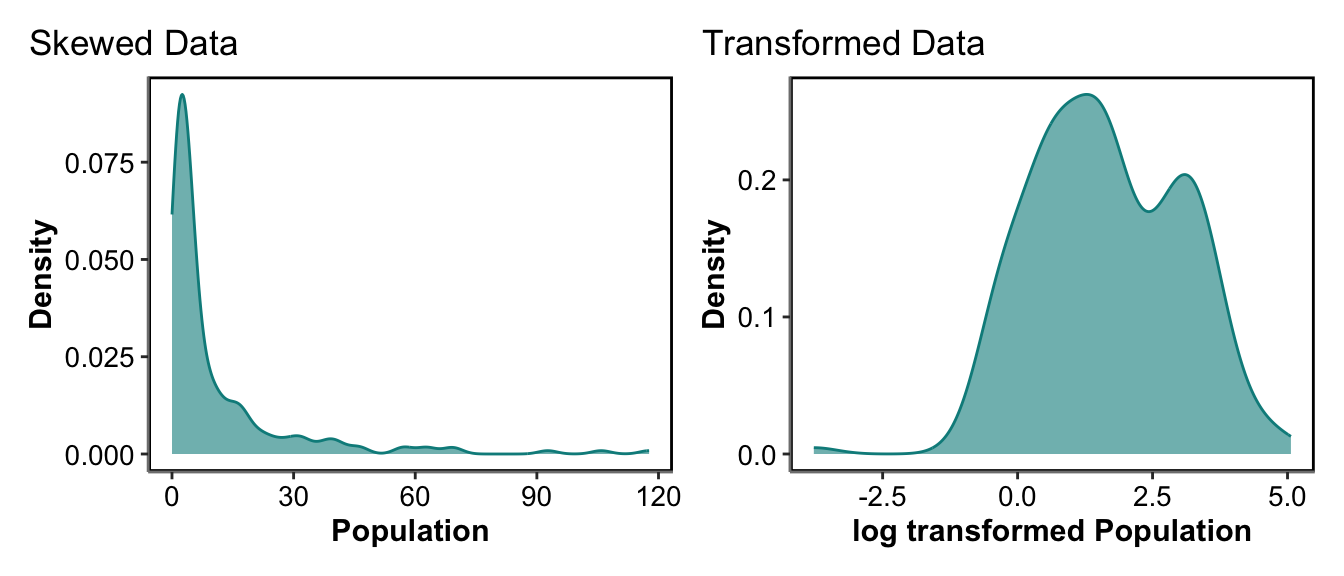 Skewed Data
Density
0.075
0.050
0.025
0.000
0 30 60 90 120
Population
Transformed Data
Density
0.2
0.1
0.0
-2.5 0.0 2.5 5.0
log transformed Population